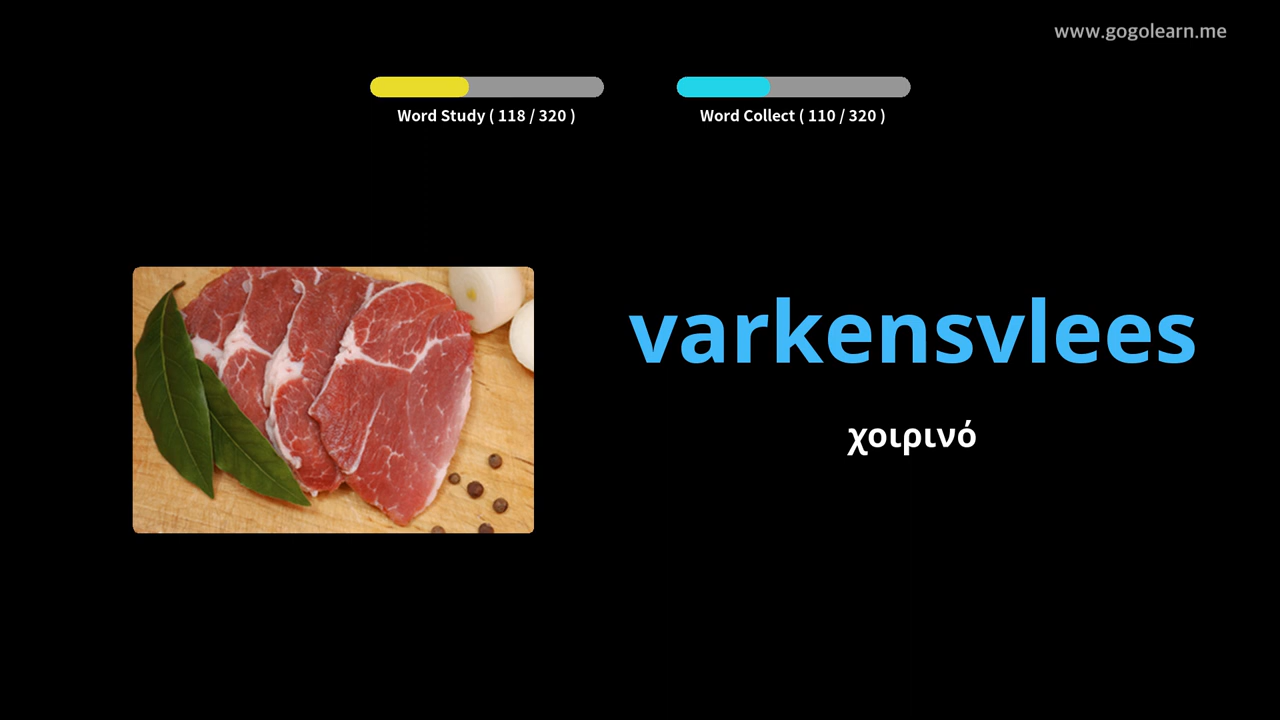 www.gogolearn.me
Word Study ( 118 / 320 )
Word Collect ( 110 / 320 )
varkensvlees
χοιρινό